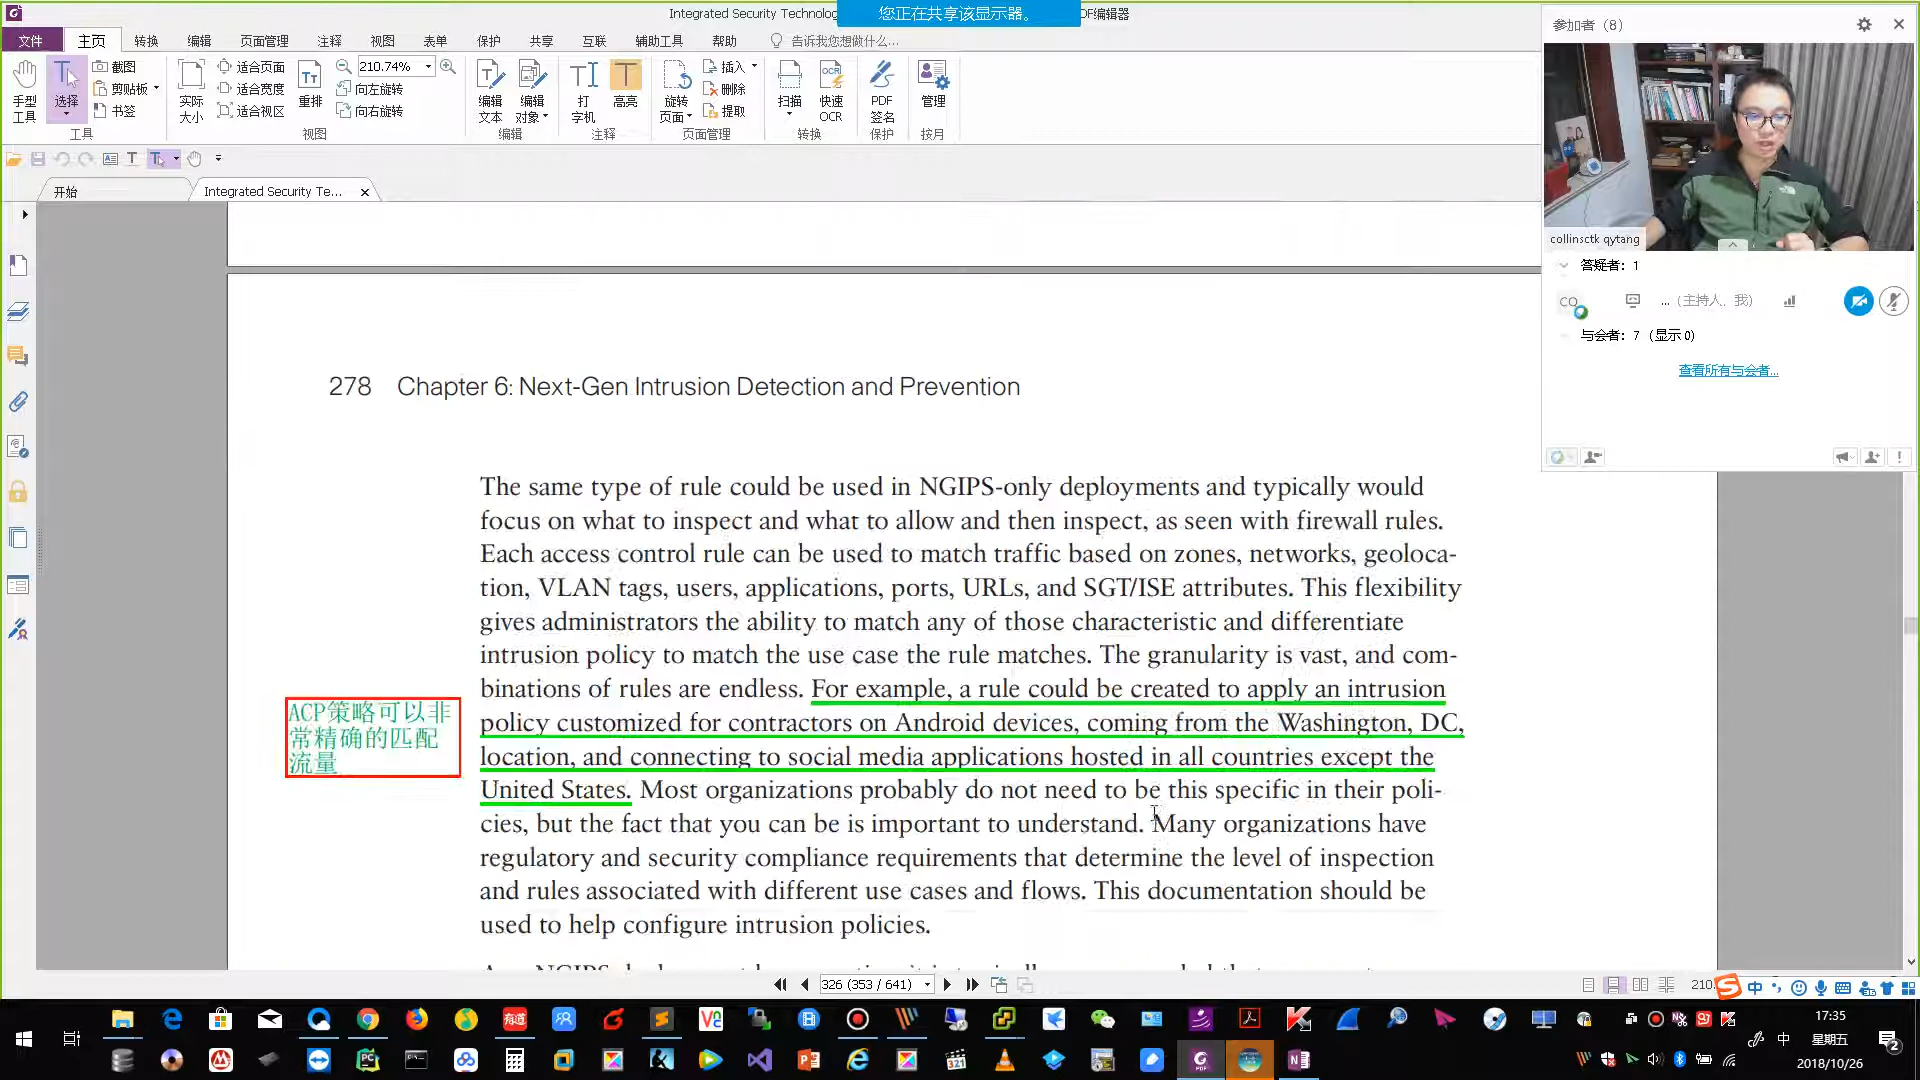 Integrated Security Technolog
您正在共享该显示器。
DF编辑器
文件
主页
转换
编辑
页面管理
注释
视图
表单
保护
共享
互联
辅助工具
帮助
告诉我您想做什么...
手型
工具
选择
截图
剪贴板
书签
工具
实际
大小
适合页面
适合宽度
适合视区
重排
210.74%
向左旋转
向右旋转
视图
编辑
文本
编辑
对象
编辑
打
字机
高亮
注释
旋转
页面
插入
删除
提取
页面管理
扫描
快速
OCR
转换
PDF
签名
保护
管理
按月
开始
Integrated Security Te...
参加者 (8)
collinsctk qytang
答疑者: 1
CQ
... (主持人, 我)
与会者: 7 (显示 0)
查看所有与会者...
278 Chapter 6: Next-Gen Intrusion Detection and Prevention
The same type of rule could be used in NGIPS-only deployments and typically would
focus on what to inspect and what to allow and then inspect, as seen with firewall rules.
Each access control rule can be used to match traffic based on zones, networks, geoloca-
tion, VLAN tags, users, applications, ports, URLs, and SGT/ISE attributes. This flexibility
gives administrators the ability to match any of those characteristic and differentiate
intrusion policy to match the use case the rule matches. The granularity is vast, and com-
binations of rules are endless. For example, a rule could be created to apply an intrusion
policy customized for contractors on Android devices, coming from the Washington, DC,
location, and connecting to social media applications hosted in all countries except the
United States. Most organizations probably do not need to be this specific in their poli-
cies, but the fact that you can be is important to understand. Many organizations have
regulatory and security compliance requirements that determine the level of inspection
and rules associated with different use cases and flows. This documentation should be
used to help configure intrusion policies.
ACP策略可以非
常精确的匹配
流量
326 (353 / 641)
210.
中
17:35
中
星期五
2018/10/26
2